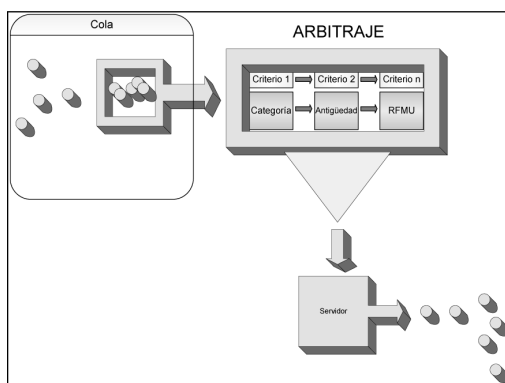 Cola
ARBITRAJE
Criterio 1
Criterio 2
Criterio n
Categoría
Antigüedad
RFMU
Servidor